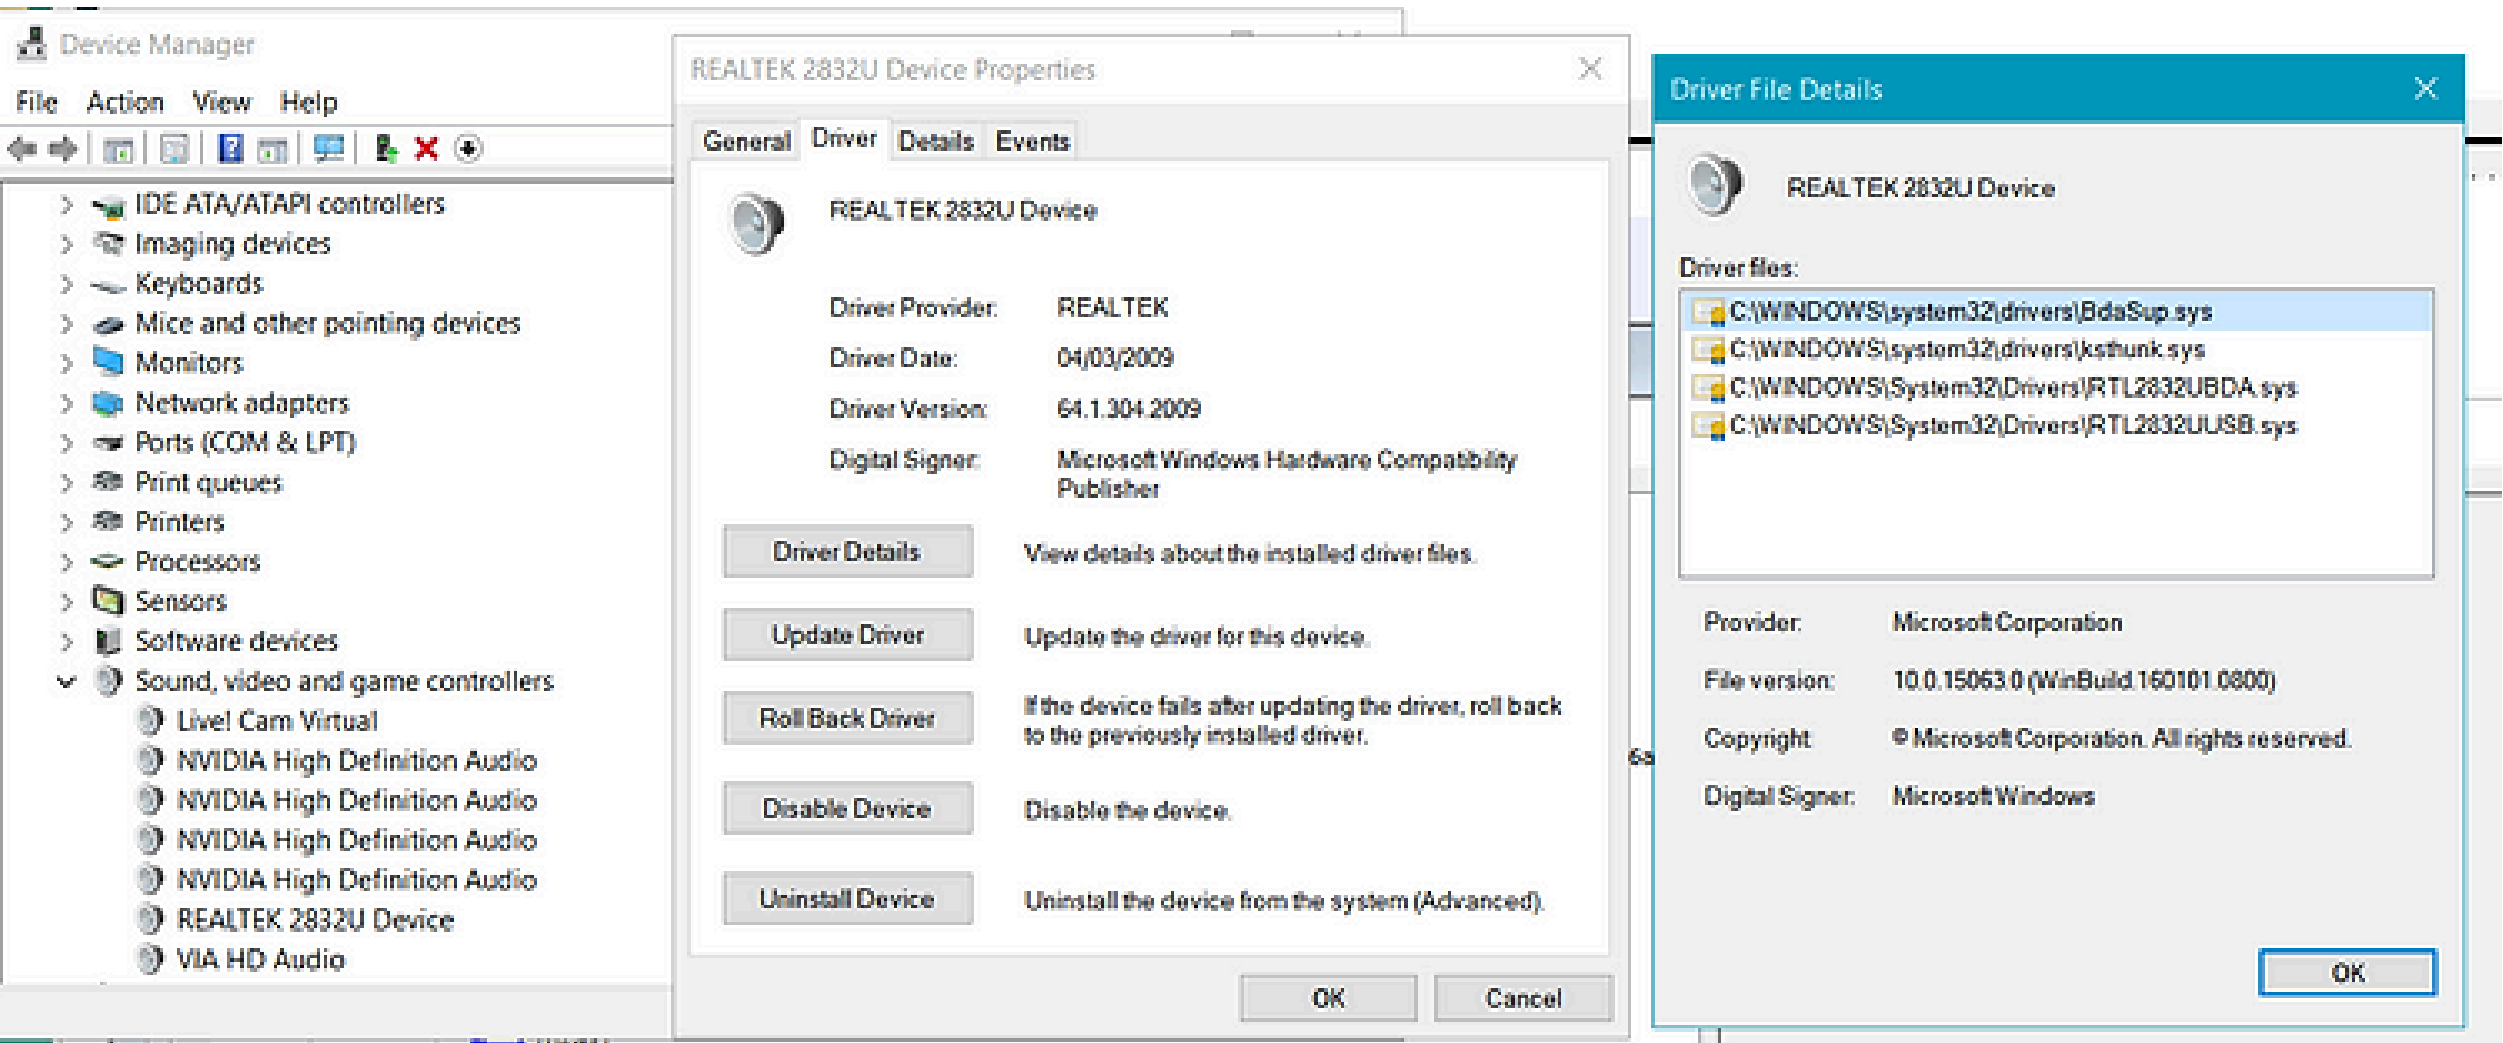 Device Manager
File Action View Help
IDE ATA/ATAPI controllers
Imaging devices
Keyboards
Mice and other pointing devices
Monitors
Network adapters
Ports (COM & LPT)
Print queues
Printers
Processors
Sensors
Software devices
Sound, video and game controllers
Live! Cam Virtual
NVIDIA High Definition Audio
NVIDIA High Definition Audio
NVIDIA High Definition Audio
NVIDIA High Definition Audio
REALTEK 2832U Device
VIA HD Audio
REALTEK 2832U Device Properties
General Driver Details Events
REALTEK 2832U Device
Driver Provider: REALTEK
Driver Date: 04/03/2009
Driver Version: 64.1.304.2009
Digital Signer: Microsoft Windows Hardware Compatibility
Publisher
Driver Details View details about the installed driver files.
Update Driver Update the driver for this device.
Roll Back Driver If the device fails after updating the driver, roll back
to the previously installed driver.
Disable Device Disable the device.
Uninstall Device Uninstall the device from the system (Advanced).
OK Cancel
6a
Driver File Details
REALTEK 2832U Device
Driver files:
C:\WINDOWS\system32\drivers\BdaSup.sys
C:\WINDOWS\system32\drivers\ksthunk.sys
C:\WINDOWS\System32\Drivers\RTL2832UBDA.sys
C:\WINDOWS\System32\Drivers\RTL2832UUSB.sys
Provider: Microsoft Corporation
File version: 10.0.15063.0 (WinBuild.160101.0800)
Copyright: © Microsoft Corporation. All rights reserved.
Digital Signer: Microsoft Windows
OK